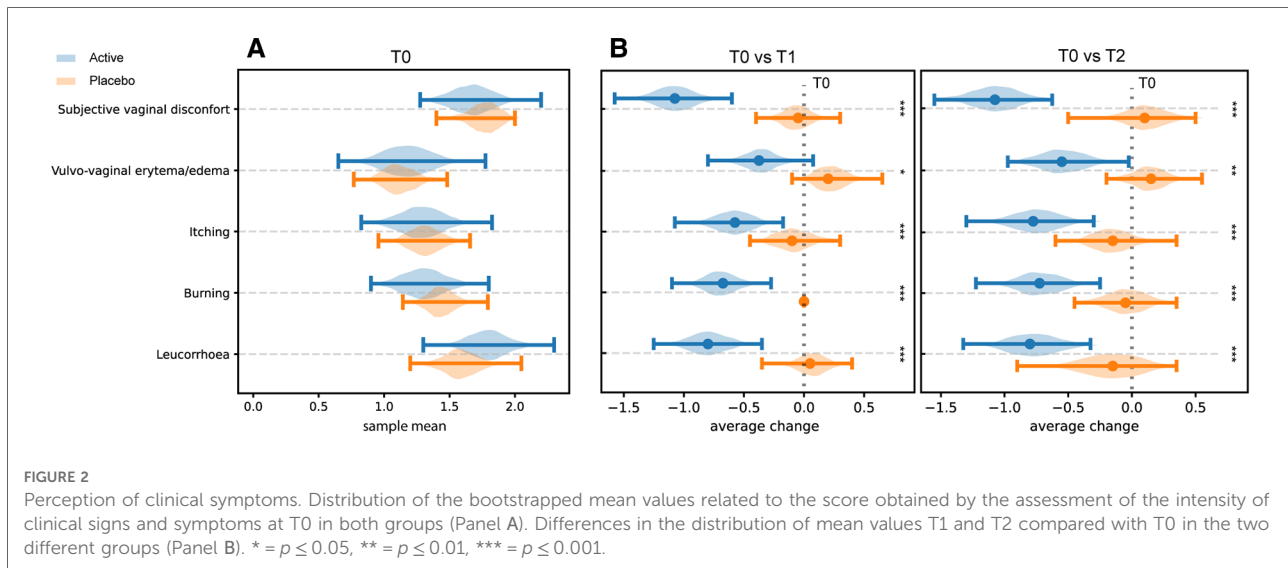 A
B
T0
T0 vs T1
T0 vs T2
Active
Placebo
T0
T0
Subjective vaginal disconfort
***
***
Vulvo-vaginal erytema/edema
*
**
Itching
***
***
Burning
***
***
Leucorrhoea
***
***
0.0 0.5 1.0 1.5 2.0
−1.5 −1.0 −0.5 0.0 0.5
−1.5 −1.0 −0.5 0.0 0.5
sample mean
average change
average change
FIGURE 2
Perception of clinical symptoms. Distribution of the bootstrapped mean values related to the score obtained by the assessment of the intensity of
clinical signs and symptoms at T0 in both groups (Panel A). Differences in the distribution of mean values T1 and T2 compared with T0 in the two
different groups (Panel B). * = p ≤ 0.05, ** = p ≤ 0.01, *** = p ≤ 0.001.